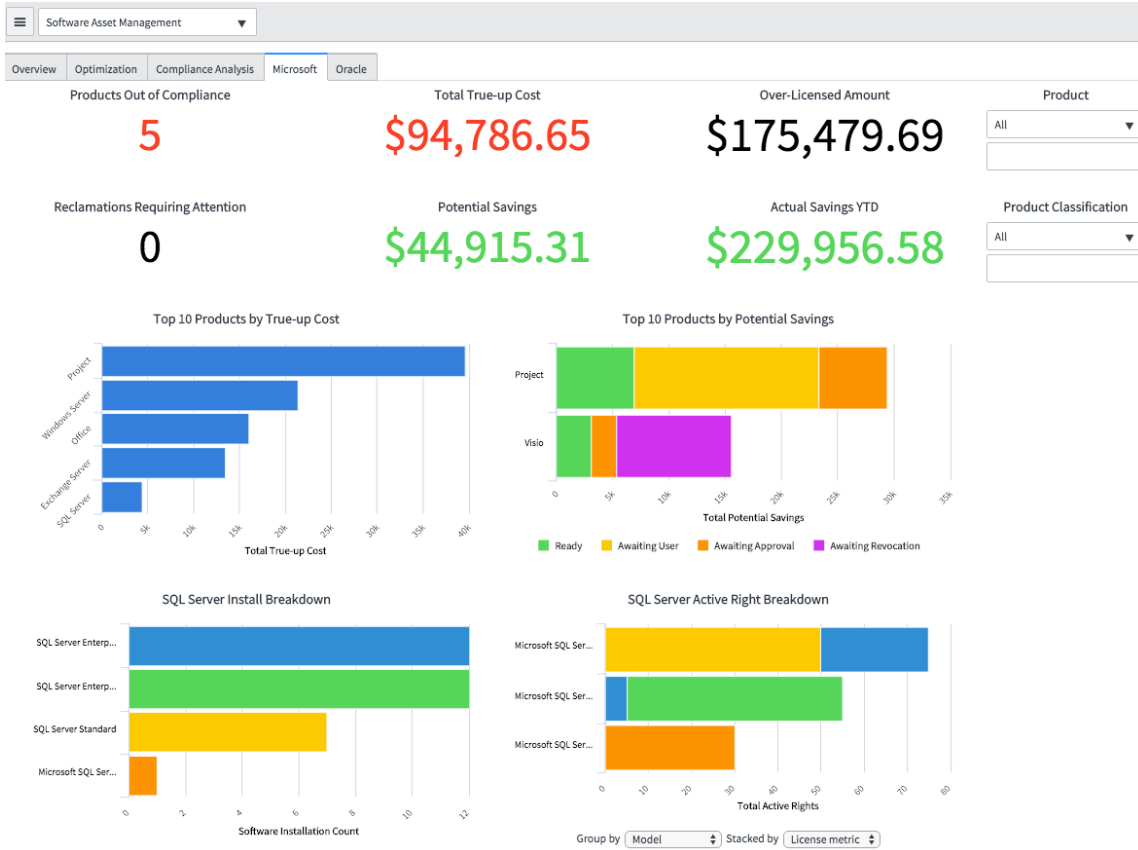 Software Asset Management
Overview Optimization Compliance Analysis Microsoft Oracle
Products Out of Compliance
5
Total True-up Cost
$94,786.65
Over-Licensed Amount
$175,479.69
Product
All
Reclamations Requiring Attention
0
Potential Savings
$44,915.31
Actual Savings YTD
$229,956.58
Product Classification
All
Top 10 Products by True-up Cost
Project
Windows Server
Office
Exchange Server
SQL Server
0 5k 10k 15k 20k 25k 30k 35k 40k
Total True-up Cost
Top 10 Products by Potential Savings
Project
Visio
0 5k 10k 15k 20k 25k 30k 35k
Total Potential Savings
Ready Awaiting User Awaiting Approval Awaiting Revocation
SQL Server Install Breakdown
SQL Server Enterp...
SQL Server Enterp...
SQL Server Standard
Microsoft SQL Ser...
0 2 4 6 8 10 12
Software Installation Count
SQL Server Active Right Breakdown
Microsoft SQL Ser...
Microsoft SQL Ser...
Microsoft SQL Ser...
0 10 20 30 40 50 60 70 80
Total Active Rights
Group by Model Stacked by License metric